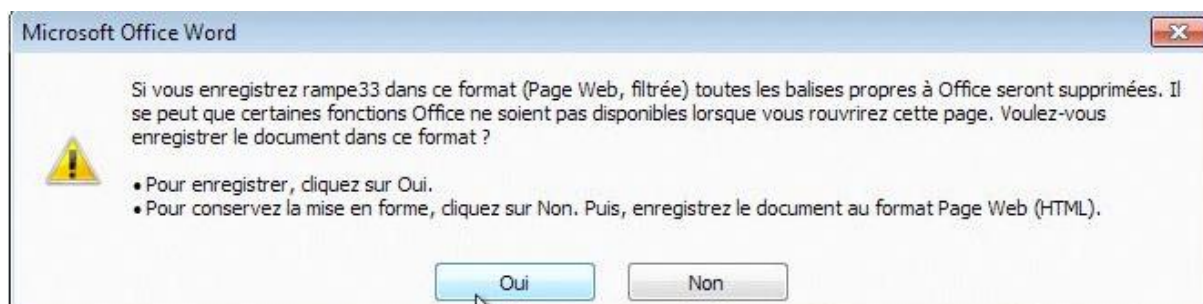 Microsoft Office Word
Si vous enregistrez rampe33 dans ce format (Page Web, filtrée) toutes les balises propres à Office seront supprimées. Il
se peut que certaines fonctions Office ne soient pas disponibles lorsque vous rouvrirez cette page. Voulez-vous
enregistrer le document dans ce format ?
• Pour enregistrer, cliquez sur Oui.
• Pour conservez la mise en forme, cliquez sur Non. Puis, enregistrez le document au format Page Web (HTML).
Oui Non